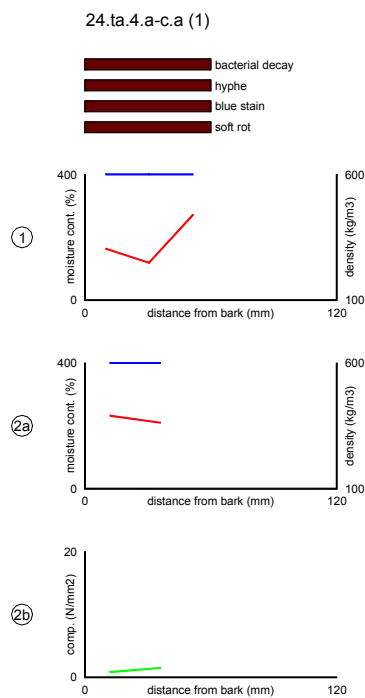 24.ta.4.a-c.a (1)
bacterial decay
hyphe
blue stain
soft rot
1
400
moisture cont. (%)
0
600
density (kg/m3)
100
distance from bark (mm)
120
2a
400
moisture cont. (%)
0
600
density (kg/m3)
100
0
distance from bark (mm)
120
2b
20
comp. (N/mm2)
0
0
distance from bark (mm)
120